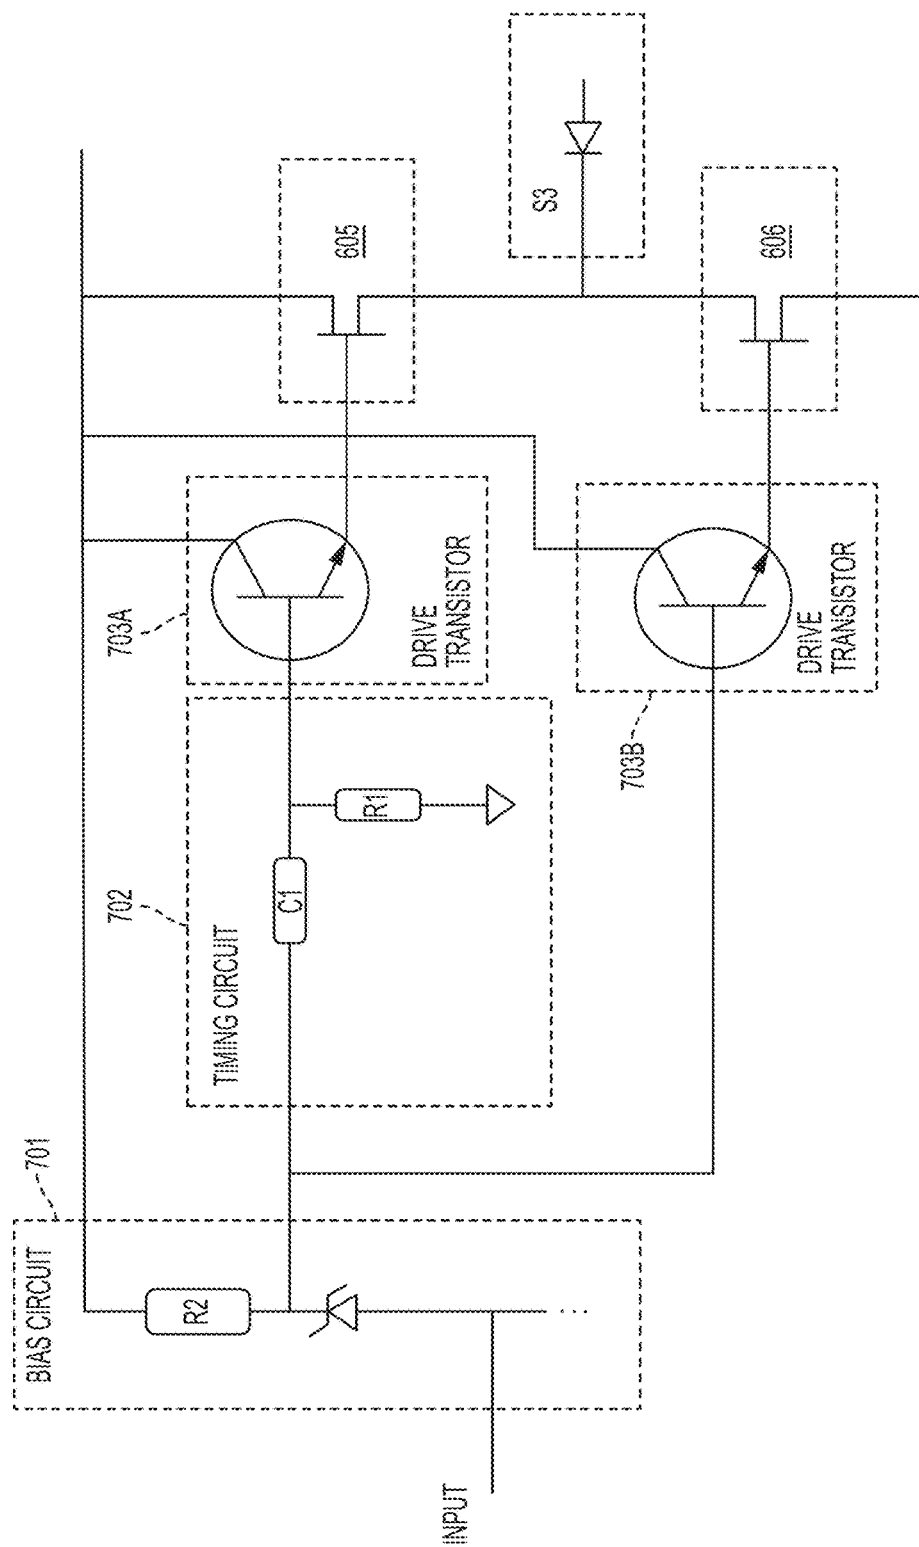 INPUT
BIAS CIRCUIT
701
R2
TIMING CIRCUIT
702
C1
R1
703A
DRIVE
TRANSISTOR
703B
DRIVE
TRANSISTOR
605
606
S3